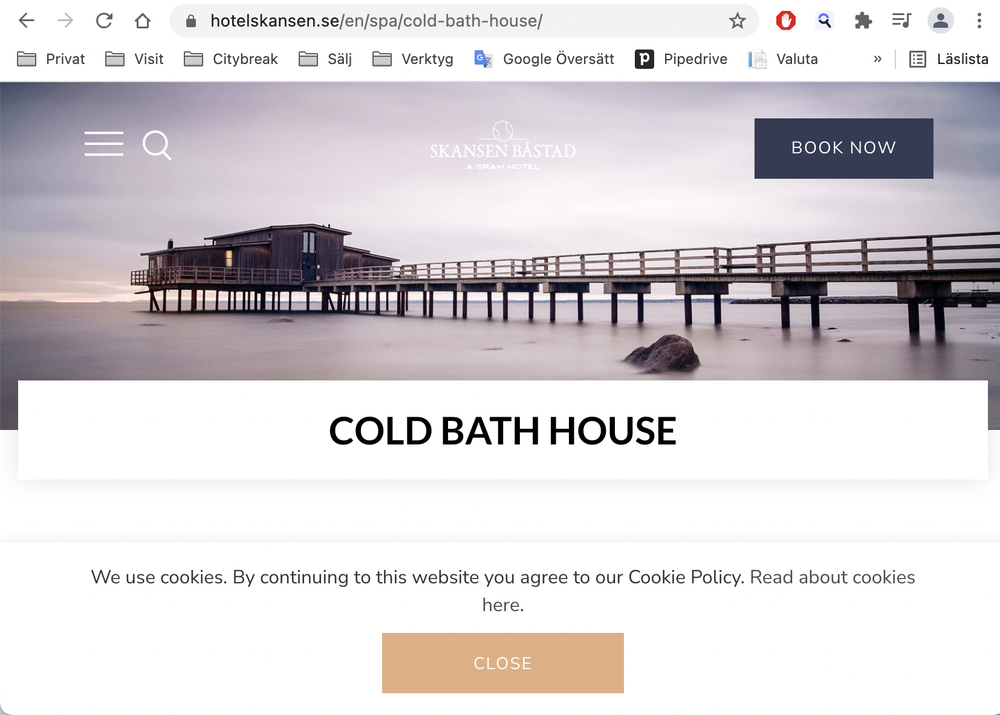 hotelskansen.se/en/spa/cold-bath-house/
Privat Visit Citybreak Sälj Verktyg Google Översätt Pipedrive Valuta » Läslista
SKANSEN BÅSTAD
A GRAM HOTEL
BOOK NOW
COLD BATH HOUSE
We use cookies. By continuing to this website you agree to our Cookie Policy. Read about cookies
here.
CLOSE